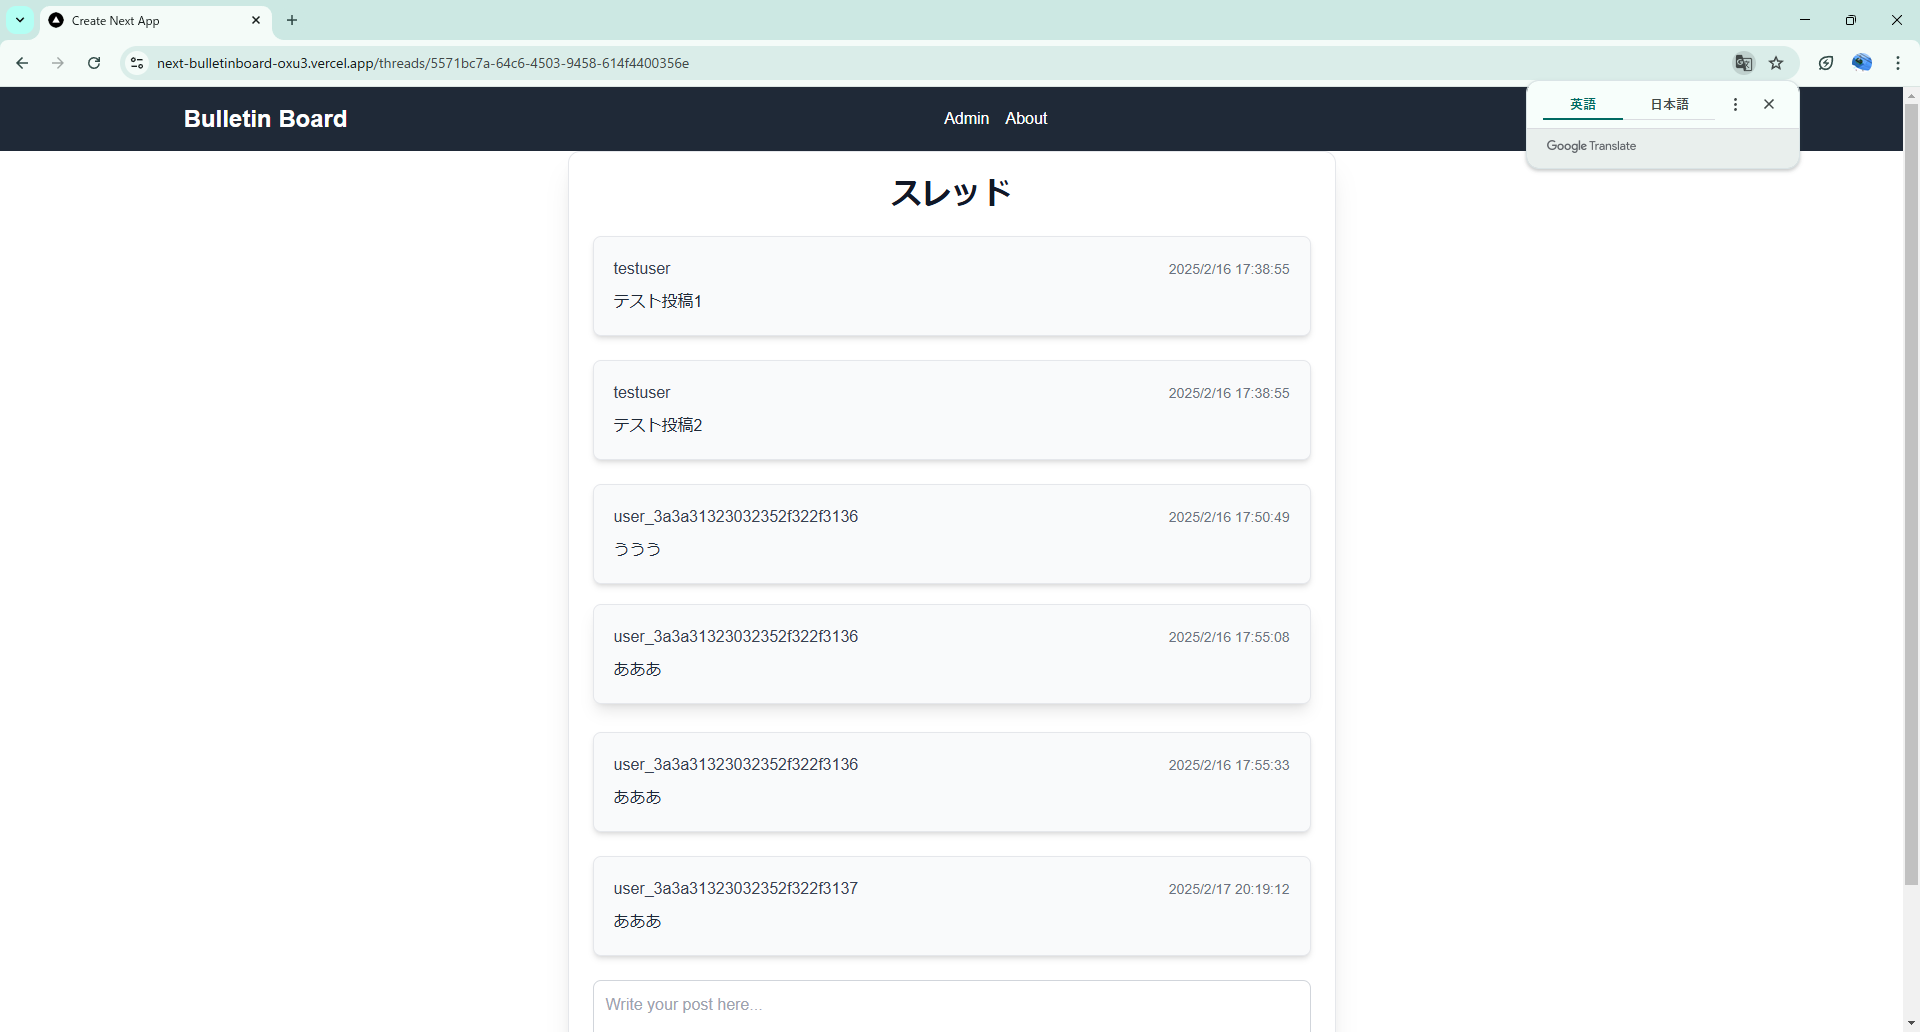 Create Next App
next-bulletinboard-oxu3.vercel.app/threads/5571bc7a-64c6-4503-9458-614f4400356e
英語 日本語
Google Translate
Bulletin Board
Admin About
スレッド
testuser 2025/2/16 17:38:55
テスト投稿1
testuser 2025/2/16 17:38:55
テスト投稿2
user_3a3a31323032352f322f3136 2025/2/16 17:50:49
ううう
user_3a3a31323032352f322f3136 2025/2/16 17:55:08
あああ
user_3a3a31323032352f322f3136 2025/2/16 17:55:33
あああ
user_3a3a31323032352f322f3137 2025/2/17 20:19:12
あああ
Write your post here...